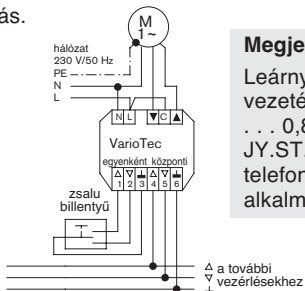 ás.
M
1~
hálózat
230 V/50 Hz
PE
N
L
N L ▼ C ▲
VarioTec
egyenként központi
△ ▽ ⏚ △ ▽ ⏚
1 2 3 4 5 6
zsalu
billentyű
△ a további
▽ vezérlésekhez
⏚
Megje
Leárny
vezeté
. . . 0,8
JY.ST.
telefon
alkalm